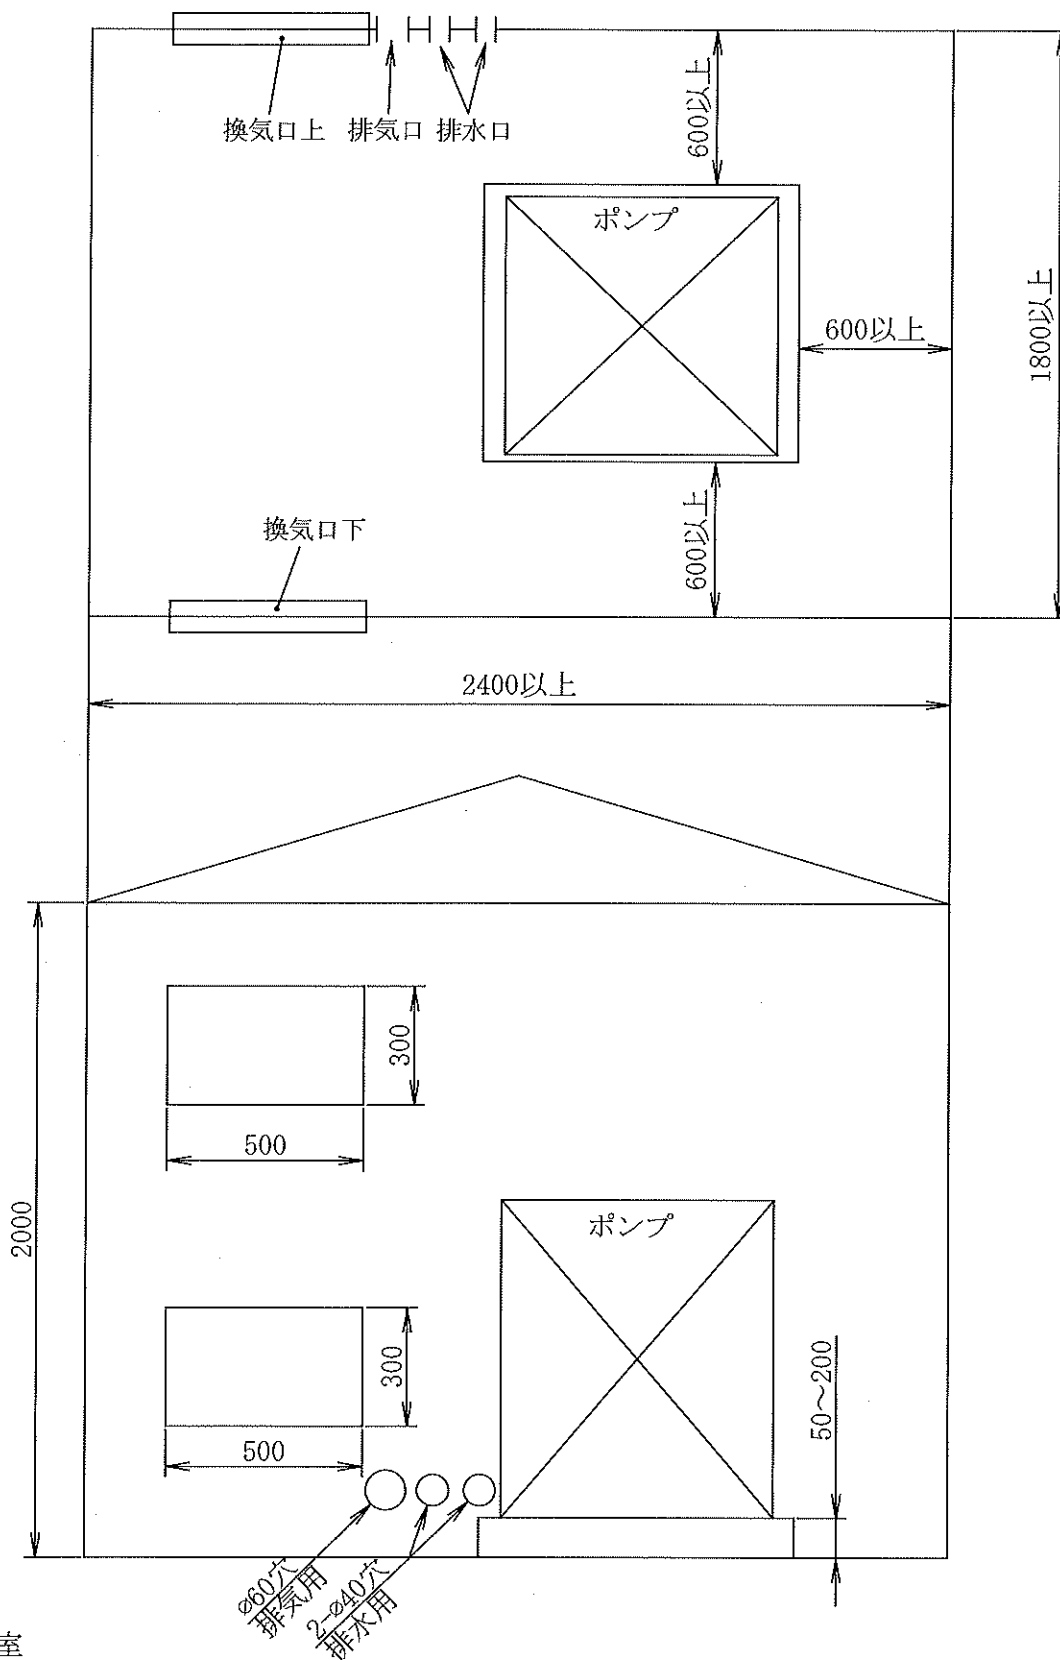 換気口上 排気口 排水口
600以上
ポンプ
600以上
1800以上
600以上
換気口下
2400以上
300
500
2000
ポンプ
300
500
50～200
ø60穴
排気用
2-ø40穴
排水用
室